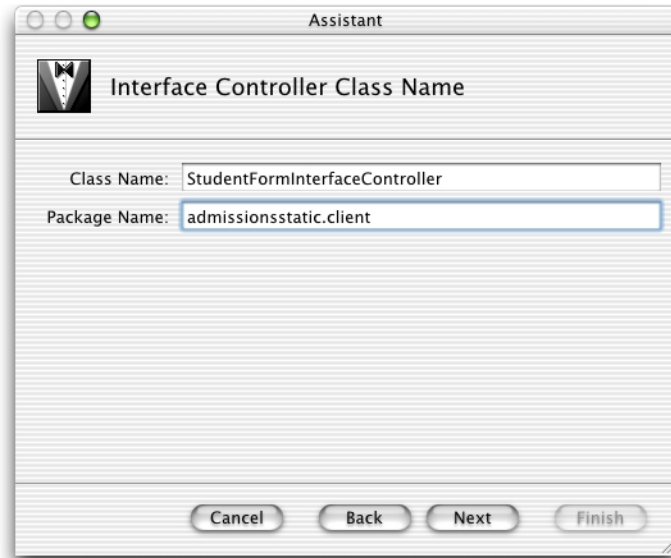 Assistant
Interface Controller Class Name
Class Name: StudentFormInterfaceController
Package Name: admissionsstatic.client
Cancel Back Next Finish